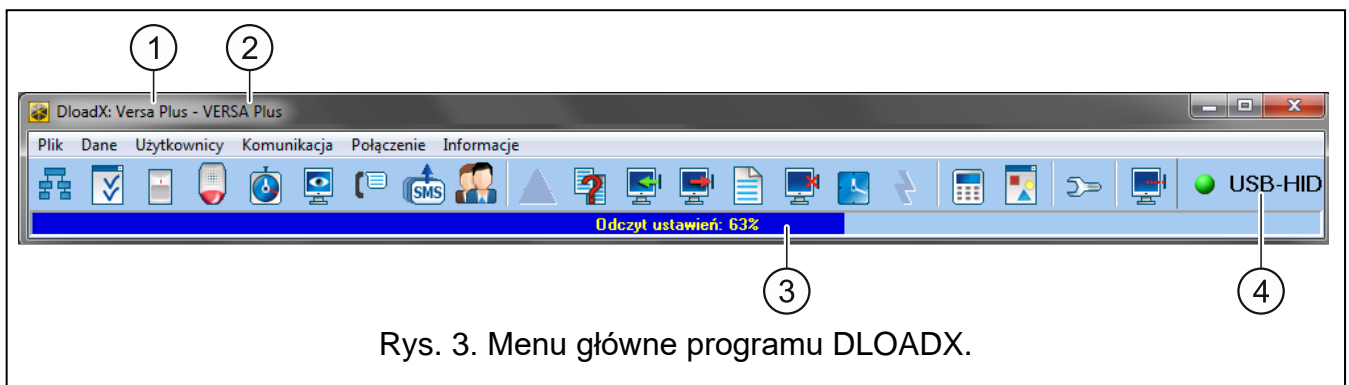 1 2
DloadX: Versa Plus - VERSA Plus
Plik Dane Użytkownicy Komunikacja Połączenie Informacje
SMS USB-HID
Odczyt ustawień: 63%
3 4
Rys. 3. Menu główne programu DLOADX.